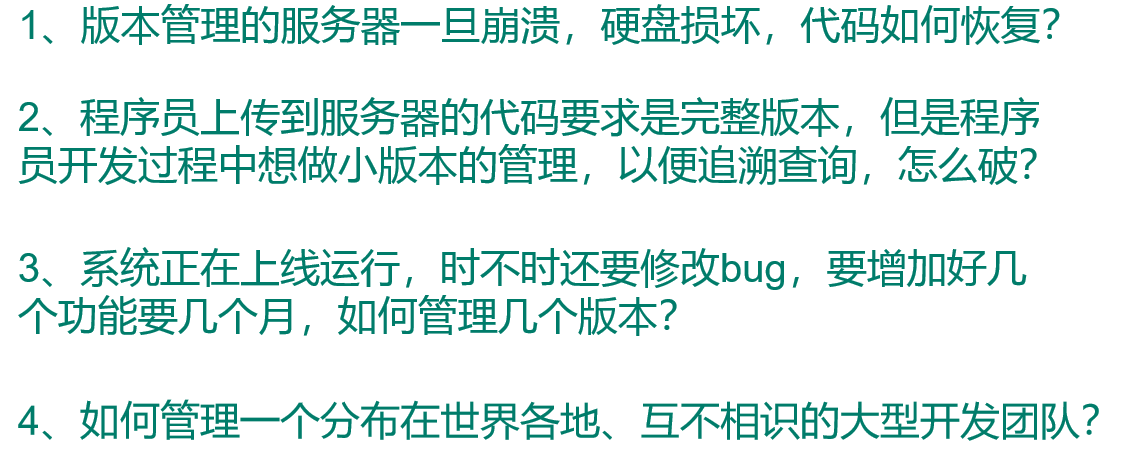 1、版本管理的服务器一旦崩溃，硬盘损坏，代码如何恢复？
2、程序员上传到服务器的代码要求是完整版本，但是程序
员开发过程中想做小版本的管理，以便追溯查询，怎么破？
3、系统正在上线运行，时不时还要修改bug，要增加好几
个功能要几个月，如何管理几个版本？
4、如何管理一个分布在世界各地、互不相识的大型开发团队？